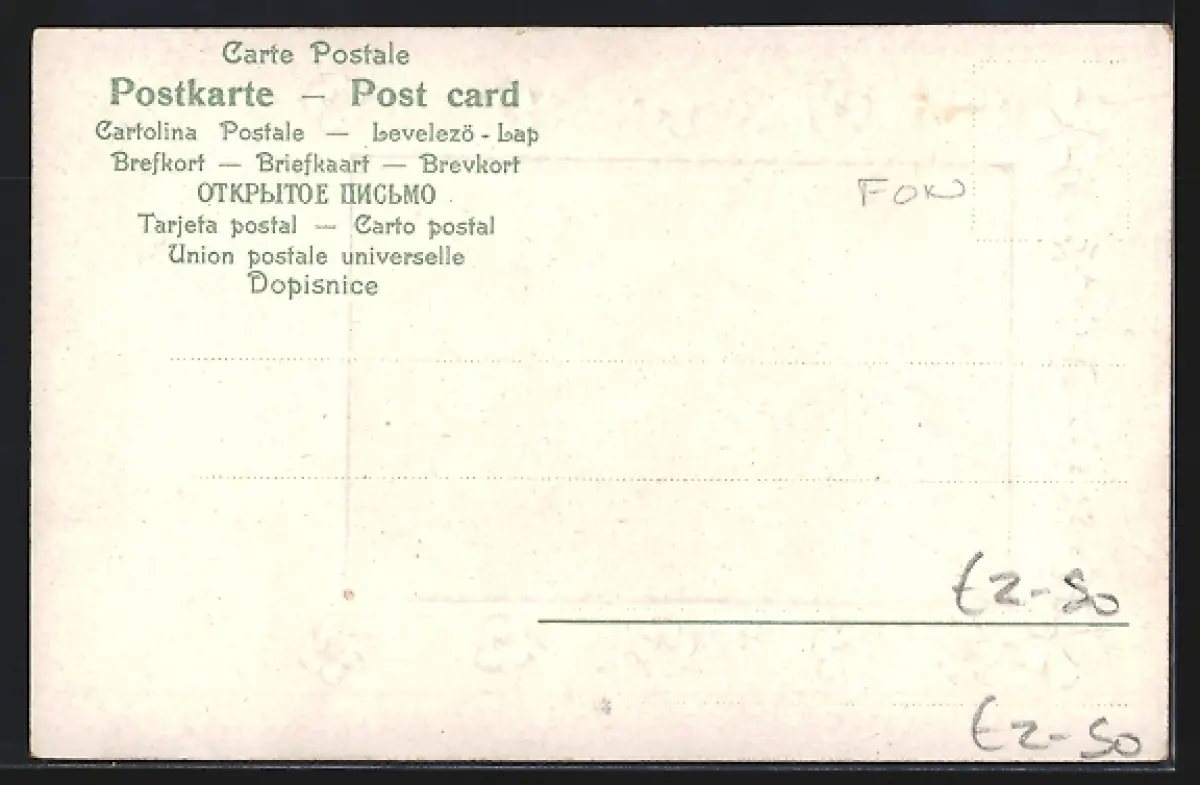 Carte Postale
Postkarte — Post card
Cartolina Postale — Levelezö-Lap
Brefkort — Briefkaart — Brevkort
ОТКРЫТОЕ ПИСЬМО
Tarjeta postal — Carto postal
Union postale universelle
Dopisnice
£2-50
£2-50